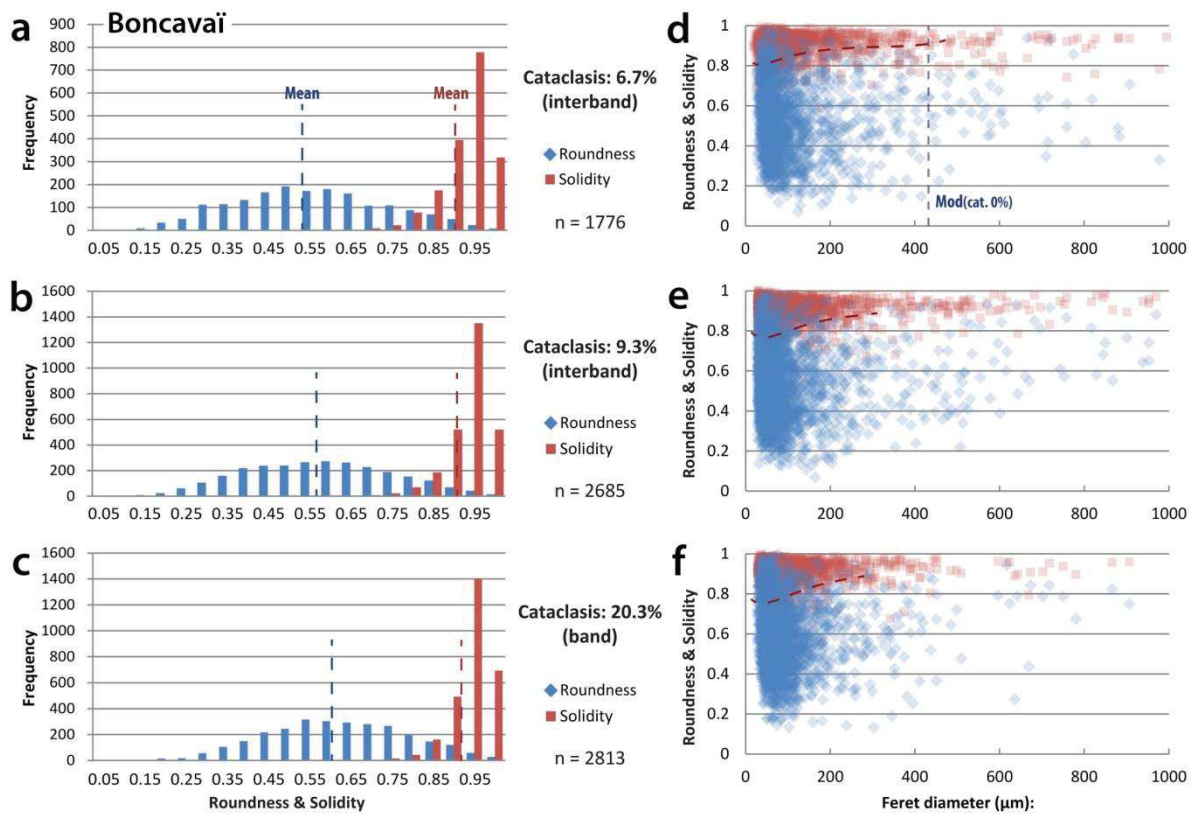 a Boncavaï
900
800
700
600
500
400
300
200
100
0
Frequency
Mean
Mean
0.05 0.15 0.25 0.35 0.45 0.55 0.65 0.75 0.85 0.95
Cataclasis: 6.7%
(interband)
Roundness
Solidity
n = 1776
d
1
0.8
0.6
0.4
0.2
0
Roundness & Solidity
Mod(cat. 0%)
0 200 400 600 800 1000
b
1600
1400
1200
1000
800
600
400
200
0
Frequency
0.05 0.15 0.25 0.35 0.45 0.55 0.65 0.75 0.85 0.95
Cataclasis: 9.3%
(interband)
Roundness
Solidity
n = 2685
e
1
0.8
0.6
0.4
0.2
0
Roundness & Solidity
0 200 400 600 800 1000
c
1600
1400
1200
1000
800
600
400
200
0
Frequency
0.05 0.15 0.25 0.35 0.45 0.55 0.65 0.75 0.85 0.95
Roundness & Solidity
Cataclasis: 20.3%
(band)
Roundness
Solidity
n = 2813
f
1
0.8
0.6
0.4
0.2
0
Roundness & Solidity
0 200 400 600 800 1000
Feret diameter (µm):